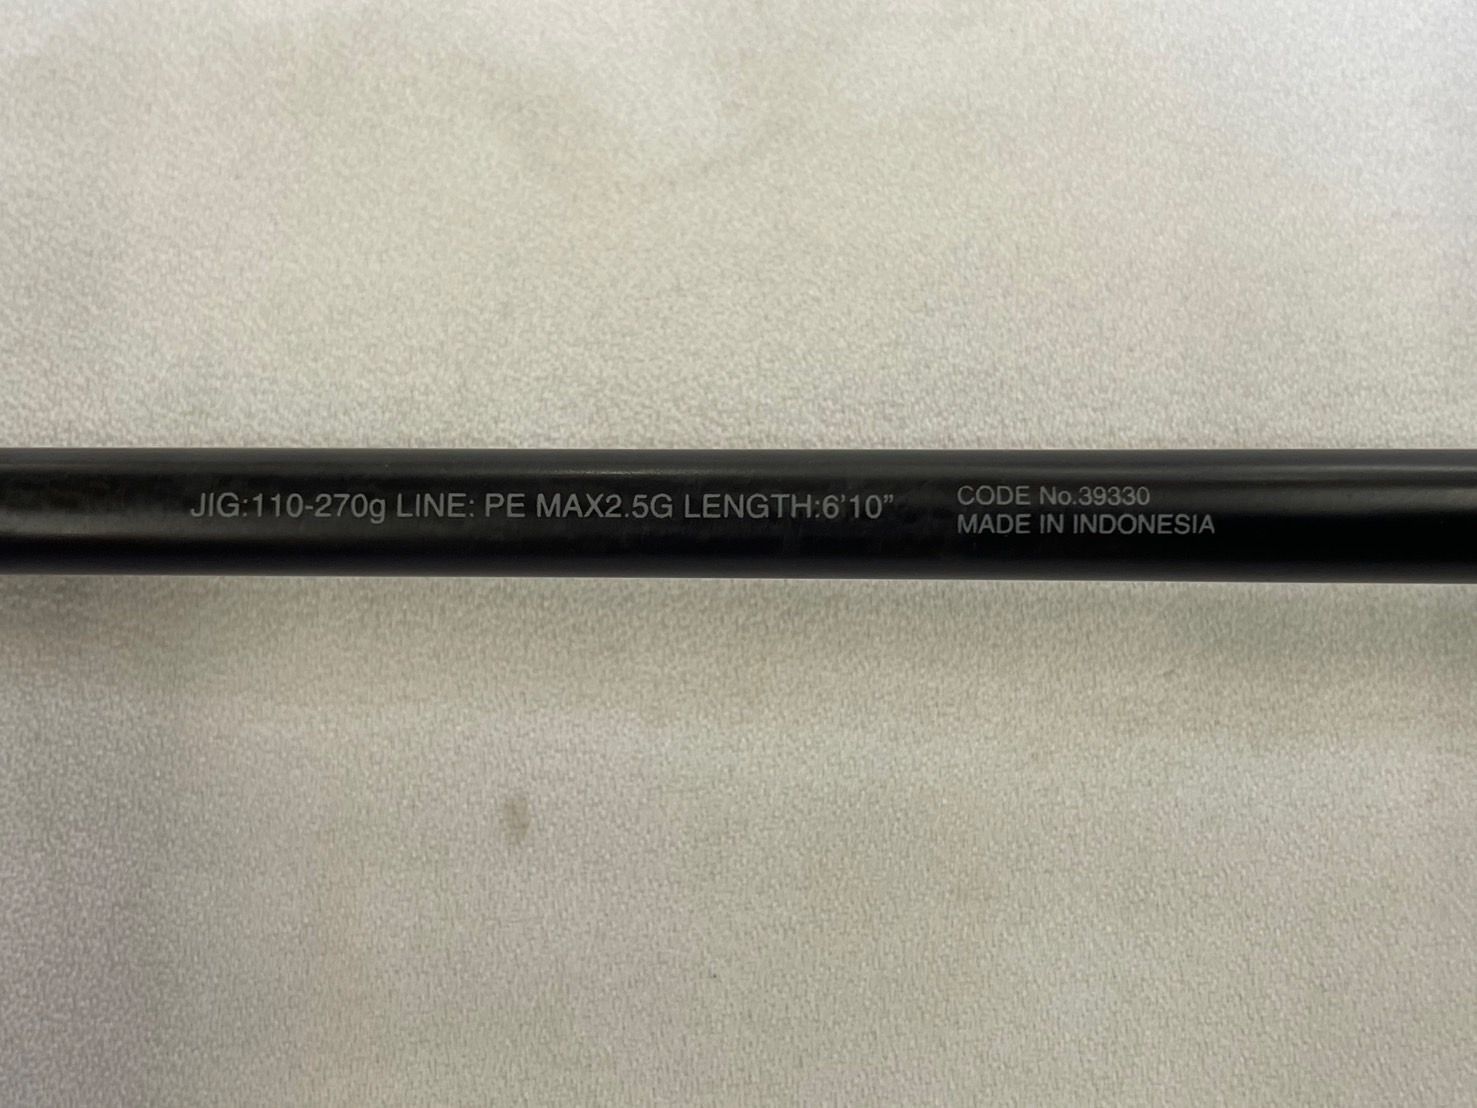 JIG:110-270g LINE: PE MAX2.5G LENGTH:6'10”
CODE No.39330
MADE IN INDONESIA